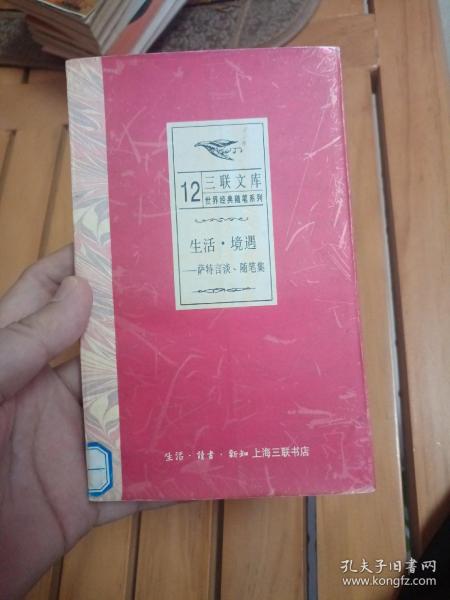 12
三联文库
世界经典随笔系列
生活·境遇
——萨特言谈、随笔集
生活·讀書·新知 上海三联书店
孔夫子旧书网
www.kongfz.com